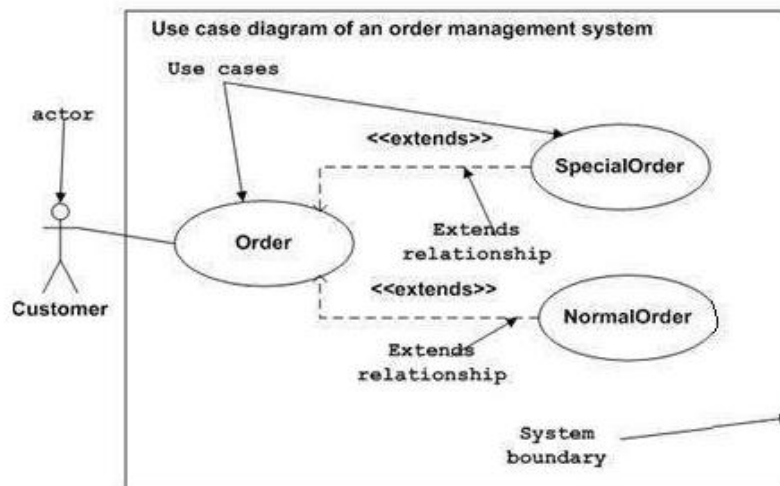 Use case diagram of an order management system
Use cases
actor
<<extends>>
SpecialOrder
Extends
relationship
Order
Customer
<<extends>>
NormalOrder
Extends
relationship
System
boundary